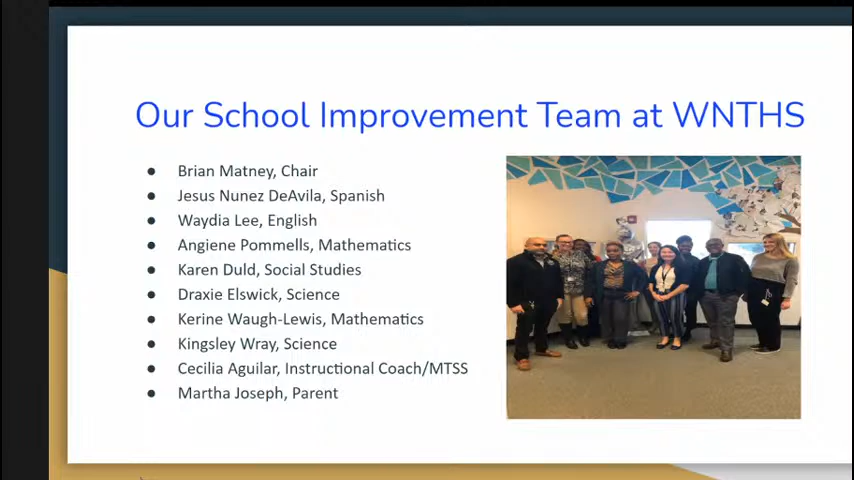 Our School Improvement Team at WNTHS
Brian Matney, Chair
Jesus Nunez DeAvila, Spanish
Waydia Lee, English
Angiene Pommells, Mathematics
Karen Duld, Social Studies
Draxie Elswick, Science
Kerine Waugh-Lewis, Mathematics
Kingsley Wray, Science
Cecilia Aguilar, Instructional Coach/MTSS
Martha Joseph, Parent